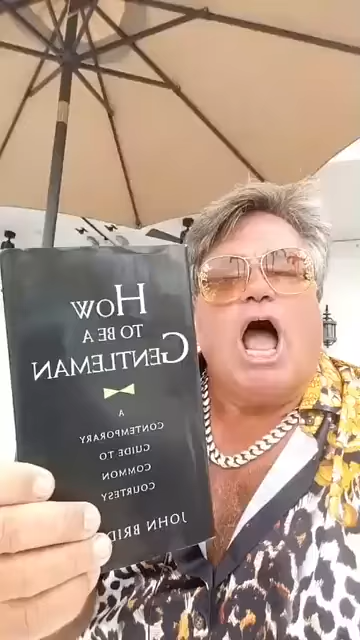 How
TO BE A
GENTLEMAN
A
CONTEMPORARY
GUIDE TO
COMMON
COURTESY
JOHN